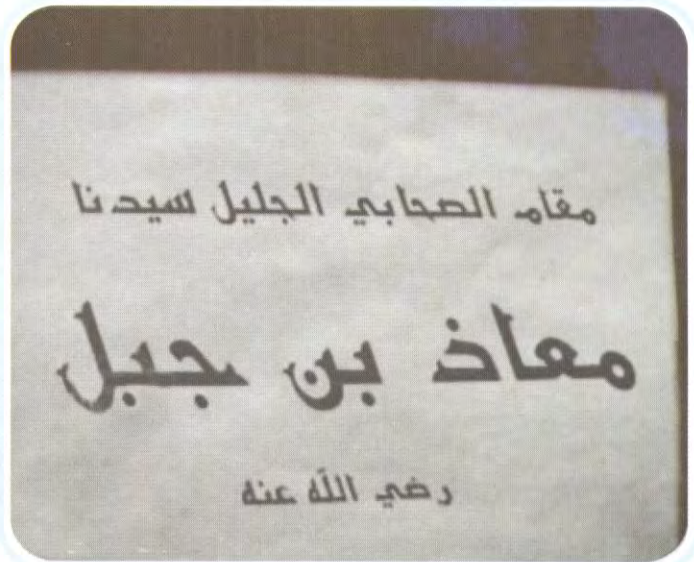 مقام الصحابي الجليل سيدنا
معاذ بن جبل
رضي الله عنه